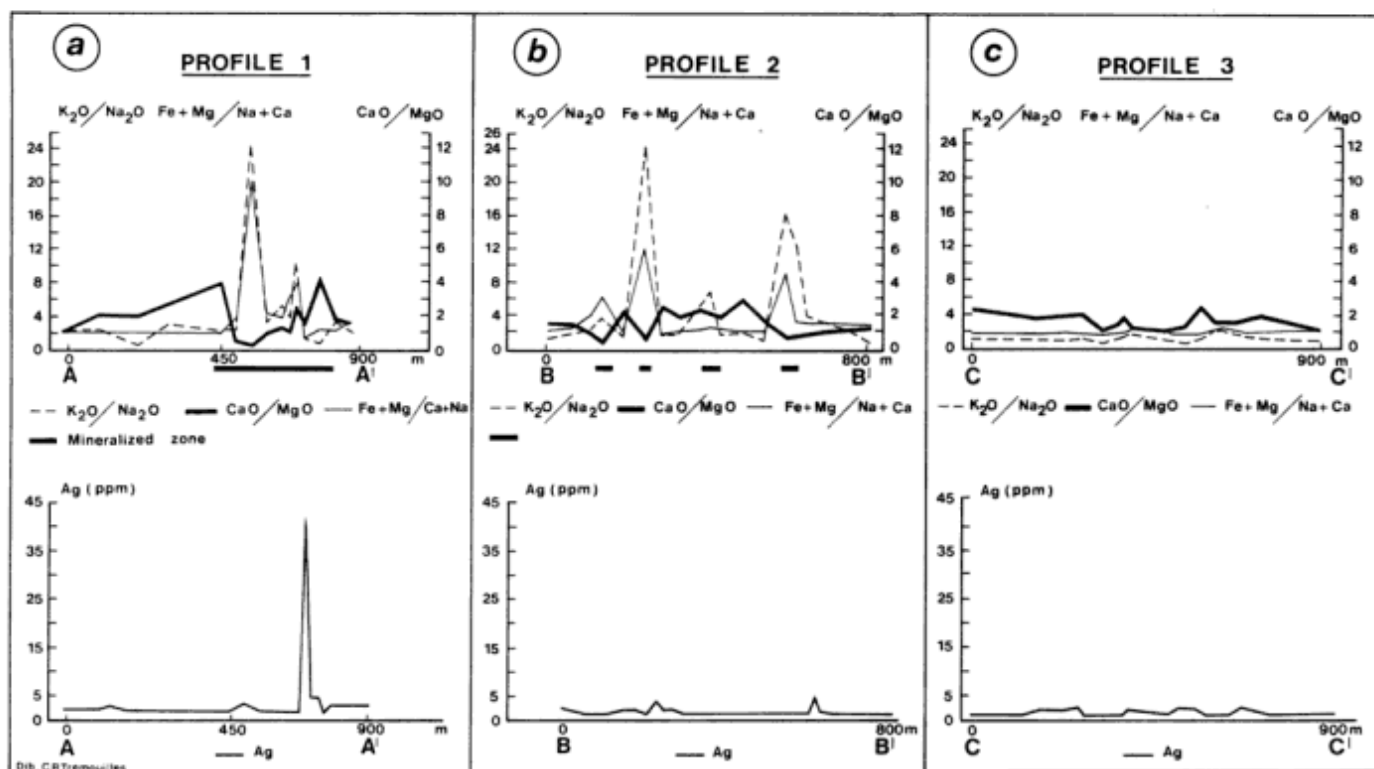 a
PROFILE 1
K₂O/Na₂O Fe+Mg/Na+Ca CaO/MgO
24
20
16
12
8
4
0
12
10
8
6
4
2
0
0 450 900 m
A A'
K₂O/Na₂O CaO/MgO Fe+Mg/Ca+Na
Mineralized zone
Ag (ppm)
45
35
25
15
5
0
0 450 900 m
A A'
Ag
Dib. C.R.Tremouilles
b
PROFILE 2
K₂O/Na₂O Fe+Mg/Na+Ca CaO/MgO
26
24
20
16
12
8
4
0
12
10
8
6
4
2
0
0 800 m
B B'
K₂O/Na₂O CaO/MgO Fe+Mg/Na+Ca
Ag (ppm)
45
35
25
15
5
0
0 800m
B B'
Ag
c
PROFILE 3
K₂O/Na₂O Fe+Mg/Na+Ca CaO/MgO
24
20
16
12
8
4
0
12
10
8
6
4
2
0
0 900 m
C C'
K₂O/Na₂O CaO/MgO Fe+Mg/Na+Ca
Ag (ppm)
45
35
25
15
5
0
0 900m
C C'
Ag